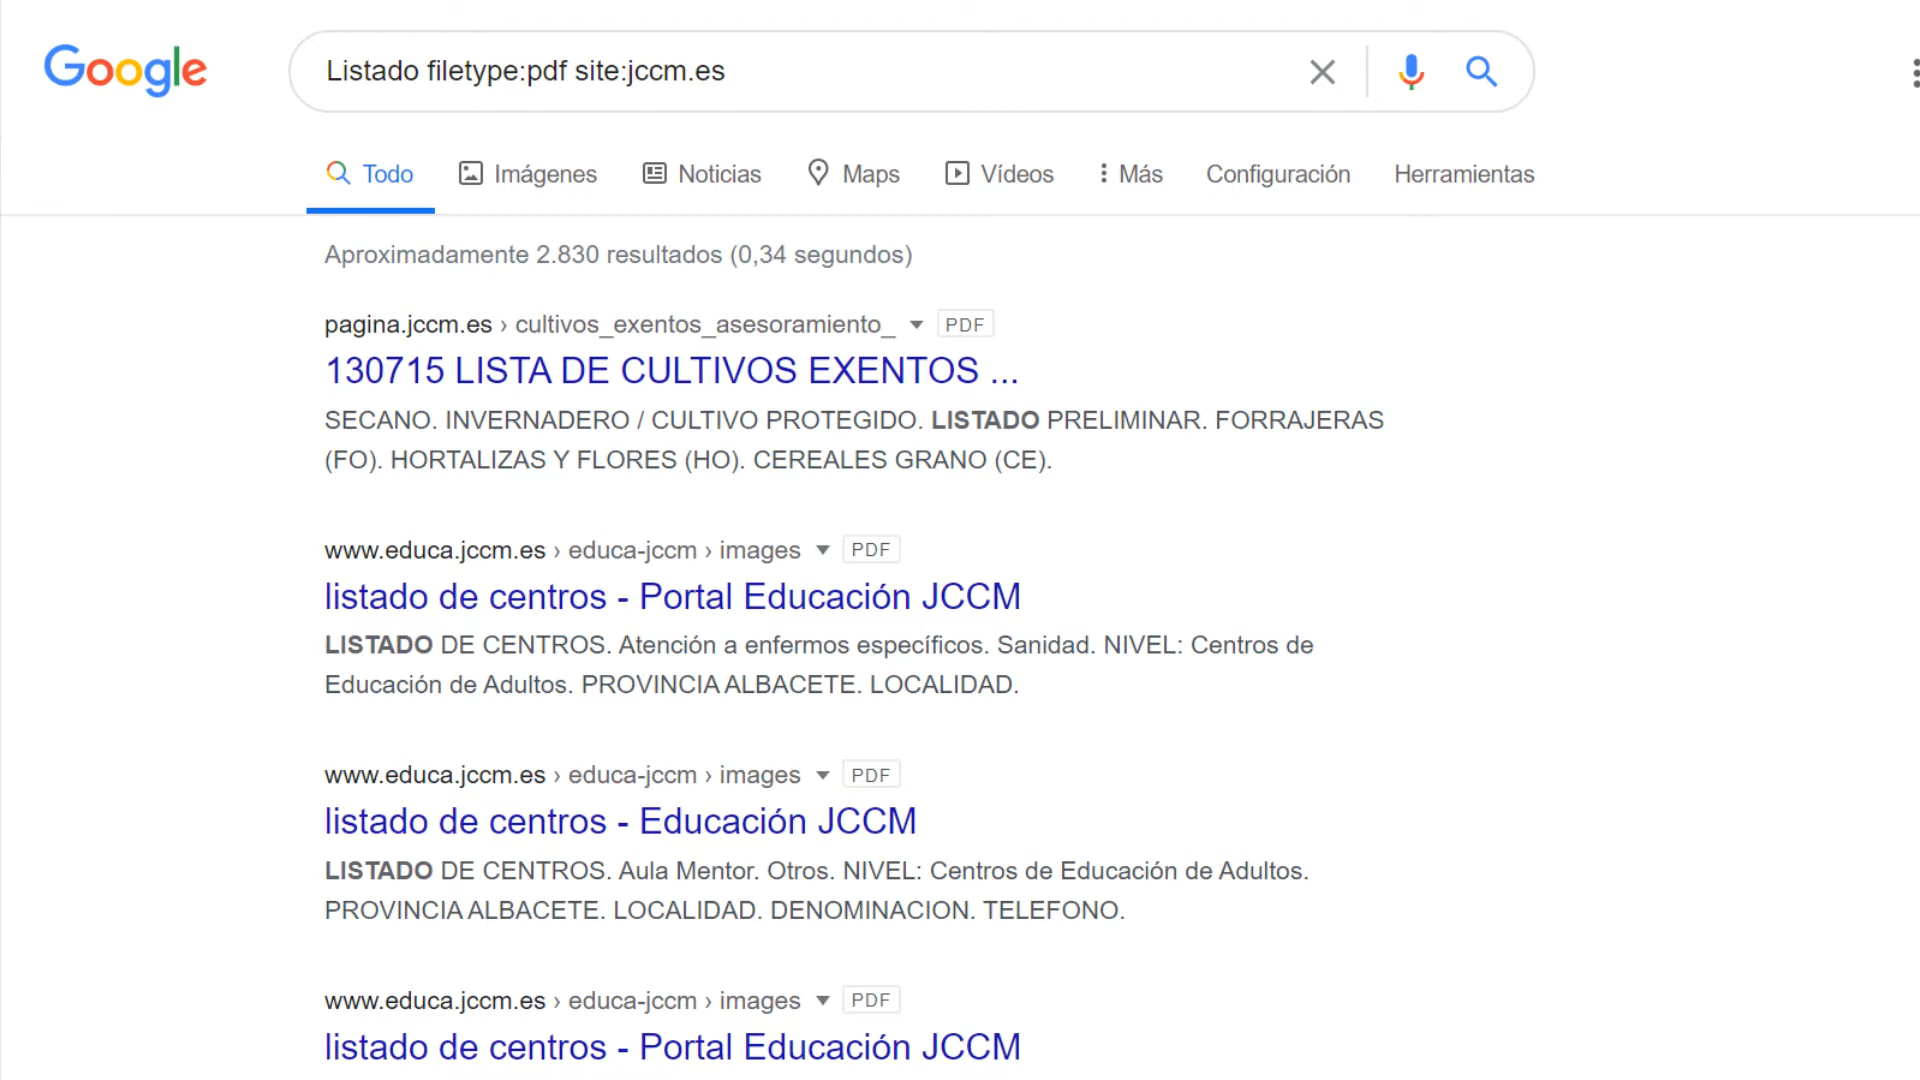 Google
Listado filetype:pdf site:jccm.es
Todo Imágenes Noticias Maps Vídeos Más Configuración Herramientas
Aproximadamente 2.830 resultados (0,34 segundos)
pagina.jccm.es › cultivos_exentos_asesoramiento_ PDF
130715 LISTA DE CULTIVOS EXENTOS ...
SECANO. INVERNADERO / CULTIVO PROTEGIDO. LISTADO PRELIMINAR. FORRAJERAS
(FO). HORTALIZAS Y FLORES (HO). CEREALES GRANO (CE).
www.educa.jccm.es › educa-jccm › images PDF
listado de centros - Portal Educación JCCM
LISTADO DE CENTROS. Atención a enfermos específicos. Sanidad. NIVEL: Centros de
Educación de Adultos. PROVINCIA ALBACETE. LOCALIDAD.
www.educa.jccm.es › educa-jccm › images PDF
listado de centros - Educación JCCM
LISTADO DE CENTROS. Aula Mentor. Otros. NIVEL: Centros de Educación de Adultos.
PROVINCIA ALBACETE. LOCALIDAD. DENOMINACION. TELEFONO.
www.educa.jccm.es › educa-jccm › images PDF
listado de centros - Portal Educación JCCM